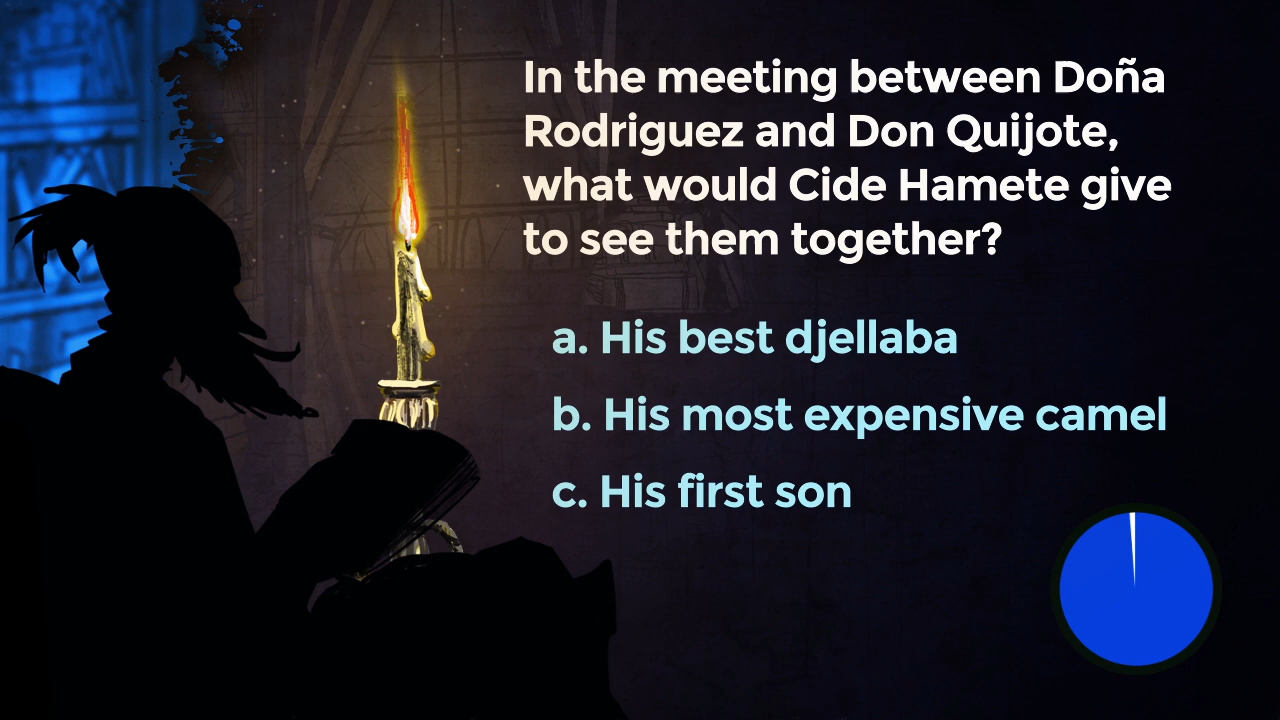 In the meeting between Doña
Rodriguez and Don Quijote,
what would Cide Hamete give
to see them together?
a. His best djellaba
b. His most expensive camel
c. His first son